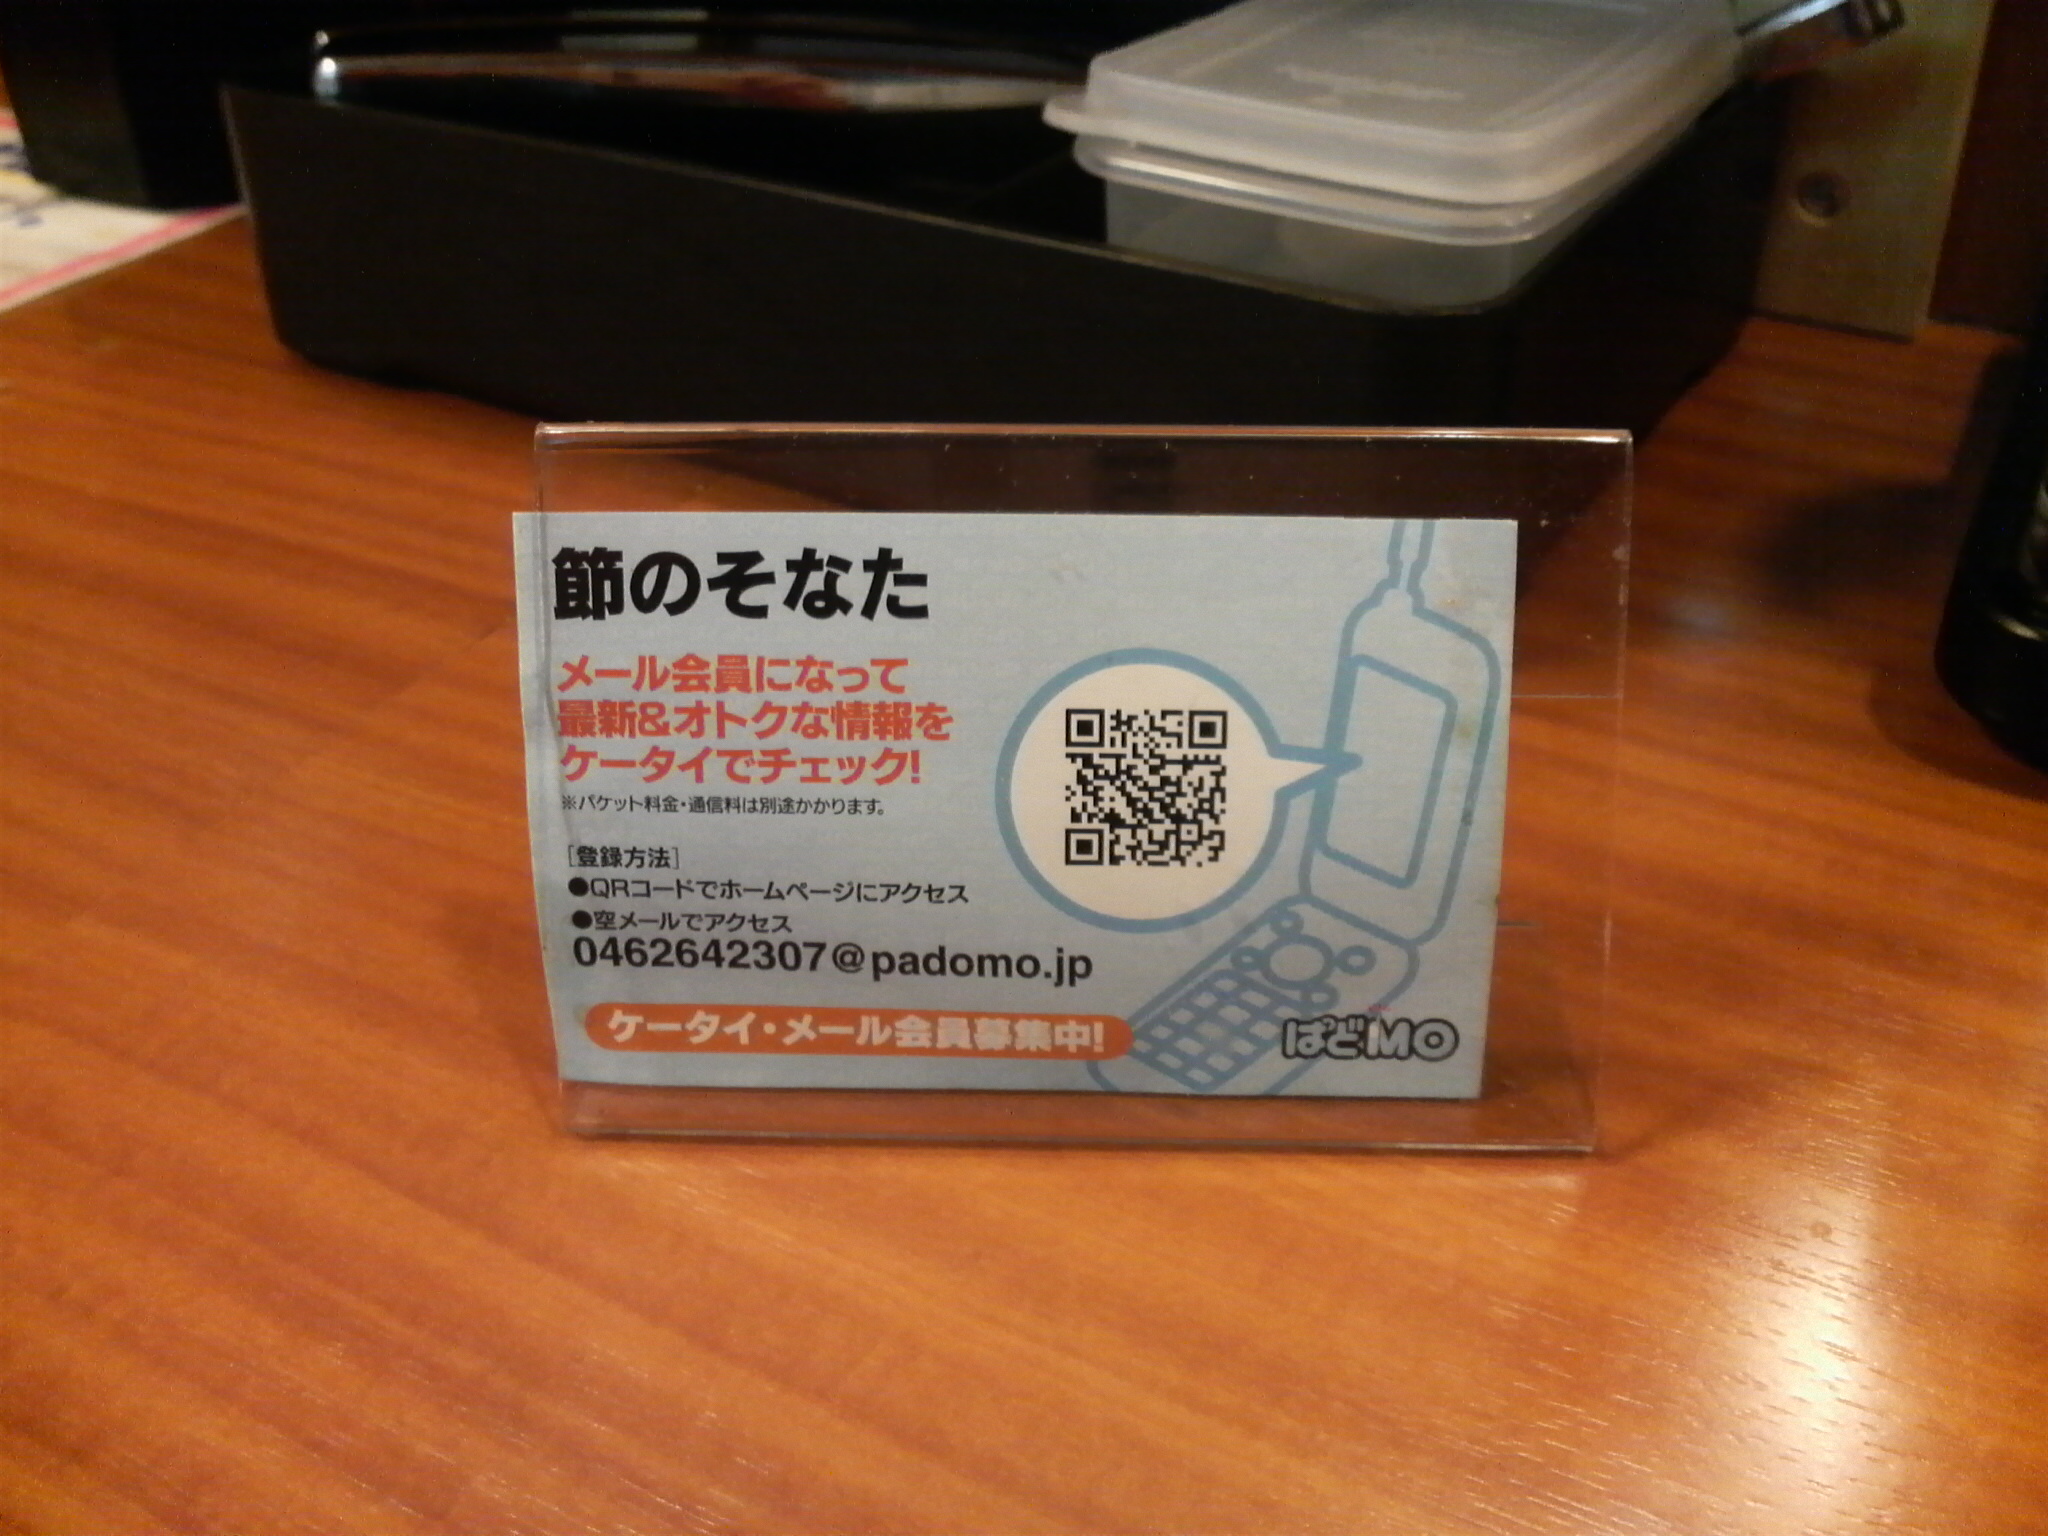 節のそなた
メール会員になって
最新&オトクな情報を
ケータイでチェック!
※パケット料金・通信料は別途かかります。
[登録方法]
●QRコードでホームページにアクセス
●空メールでアクセス
0462642307@padomo.jp
ケータイ・メール会員募集中!
ぱどMO